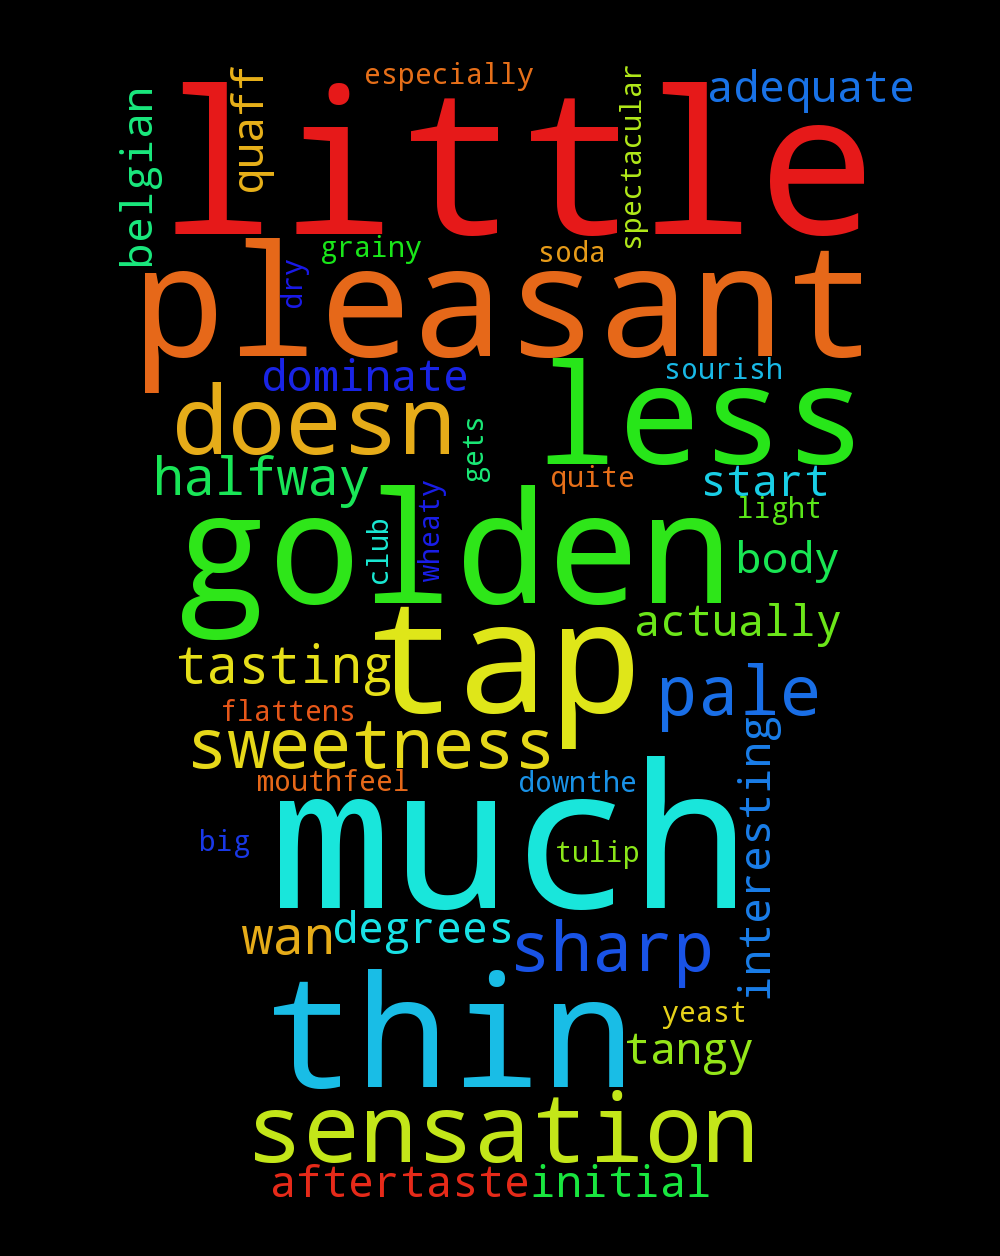 especially
little
adequate
quaff
belgian
spectacular
grainy
soda
pleasant
dry
dominate
sourish
doesn
less
gets
halfway
quite
start
light
golden
club
wheaty
body
tap
actually
tasting
pale
flattens
sweetness
mouthfeel
downthe
interesting
big
much
tulip
wan
degrees
sharp
thin
yeast
tangy
sensation
aftertaste
initial